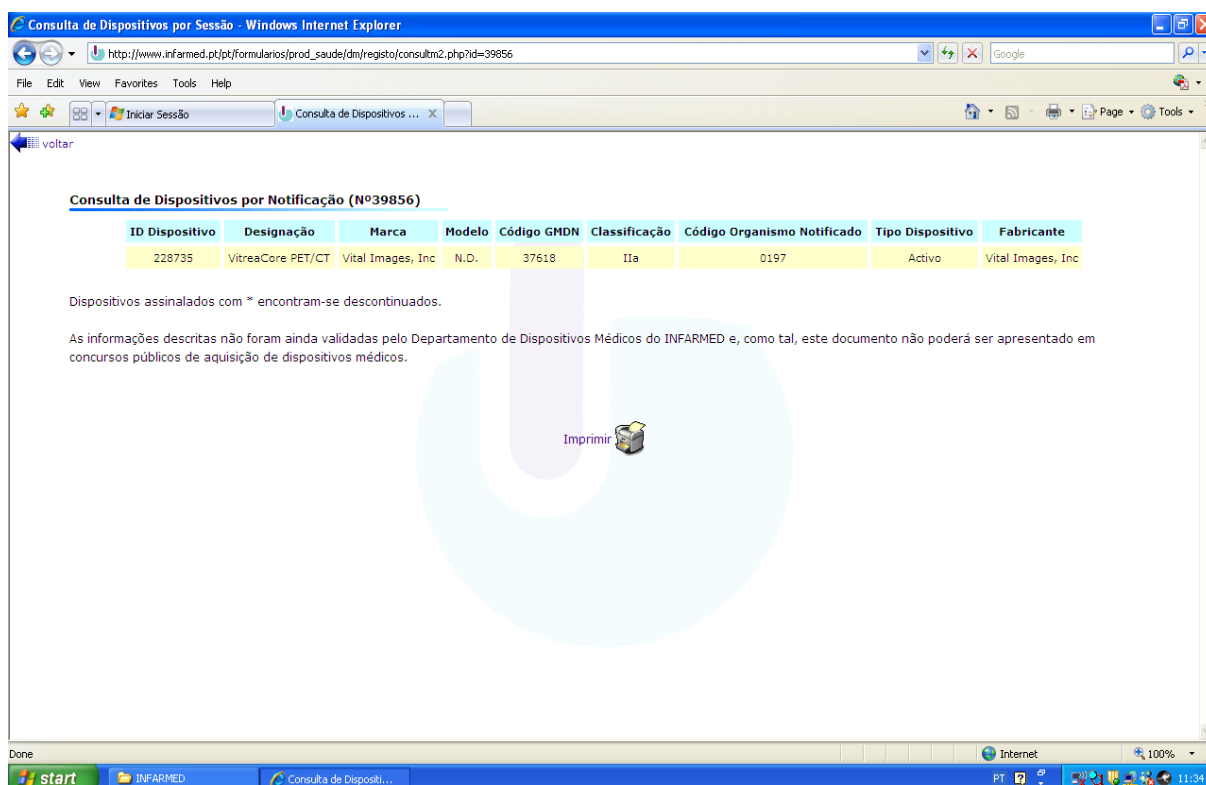 Consulta de Dispositivos por Sessão - Windows Internet Explorer
http://www.infarmed.pt/pt/formularios/prod_saude/dm/registo/consultm2.php?id=39856
Google
File Edit View Favorites Tools Help
Iniciar Sessão
Consulta de Dispositivos ...
Page
Tools
voltar
Consulta de Dispositivos por Notificação (Nº39856)
ID Dispositivo Designação Marca Modelo Código GMDN Classificação Código Organismo Notificado Tipo Dispositivo Fabricante
228735 VitreaCore PET/CT Vital Images, Inc N.D. 37618 IIa 0197 Activo Vital Images, Inc
Dispositivos assinalados com * encontram-se descontinuados.
As informações descritas não foram ainda validadas pelo Departamento de Dispositivos Médicos do INFARMED e, como tal, este documento não poderá ser apresentado em
concursos públicos de aquisição de dispositivos médicos.
Imprimir
Done
Internet
100%
start
INFARMED
Consulta de Dispositi...
PT
11:34